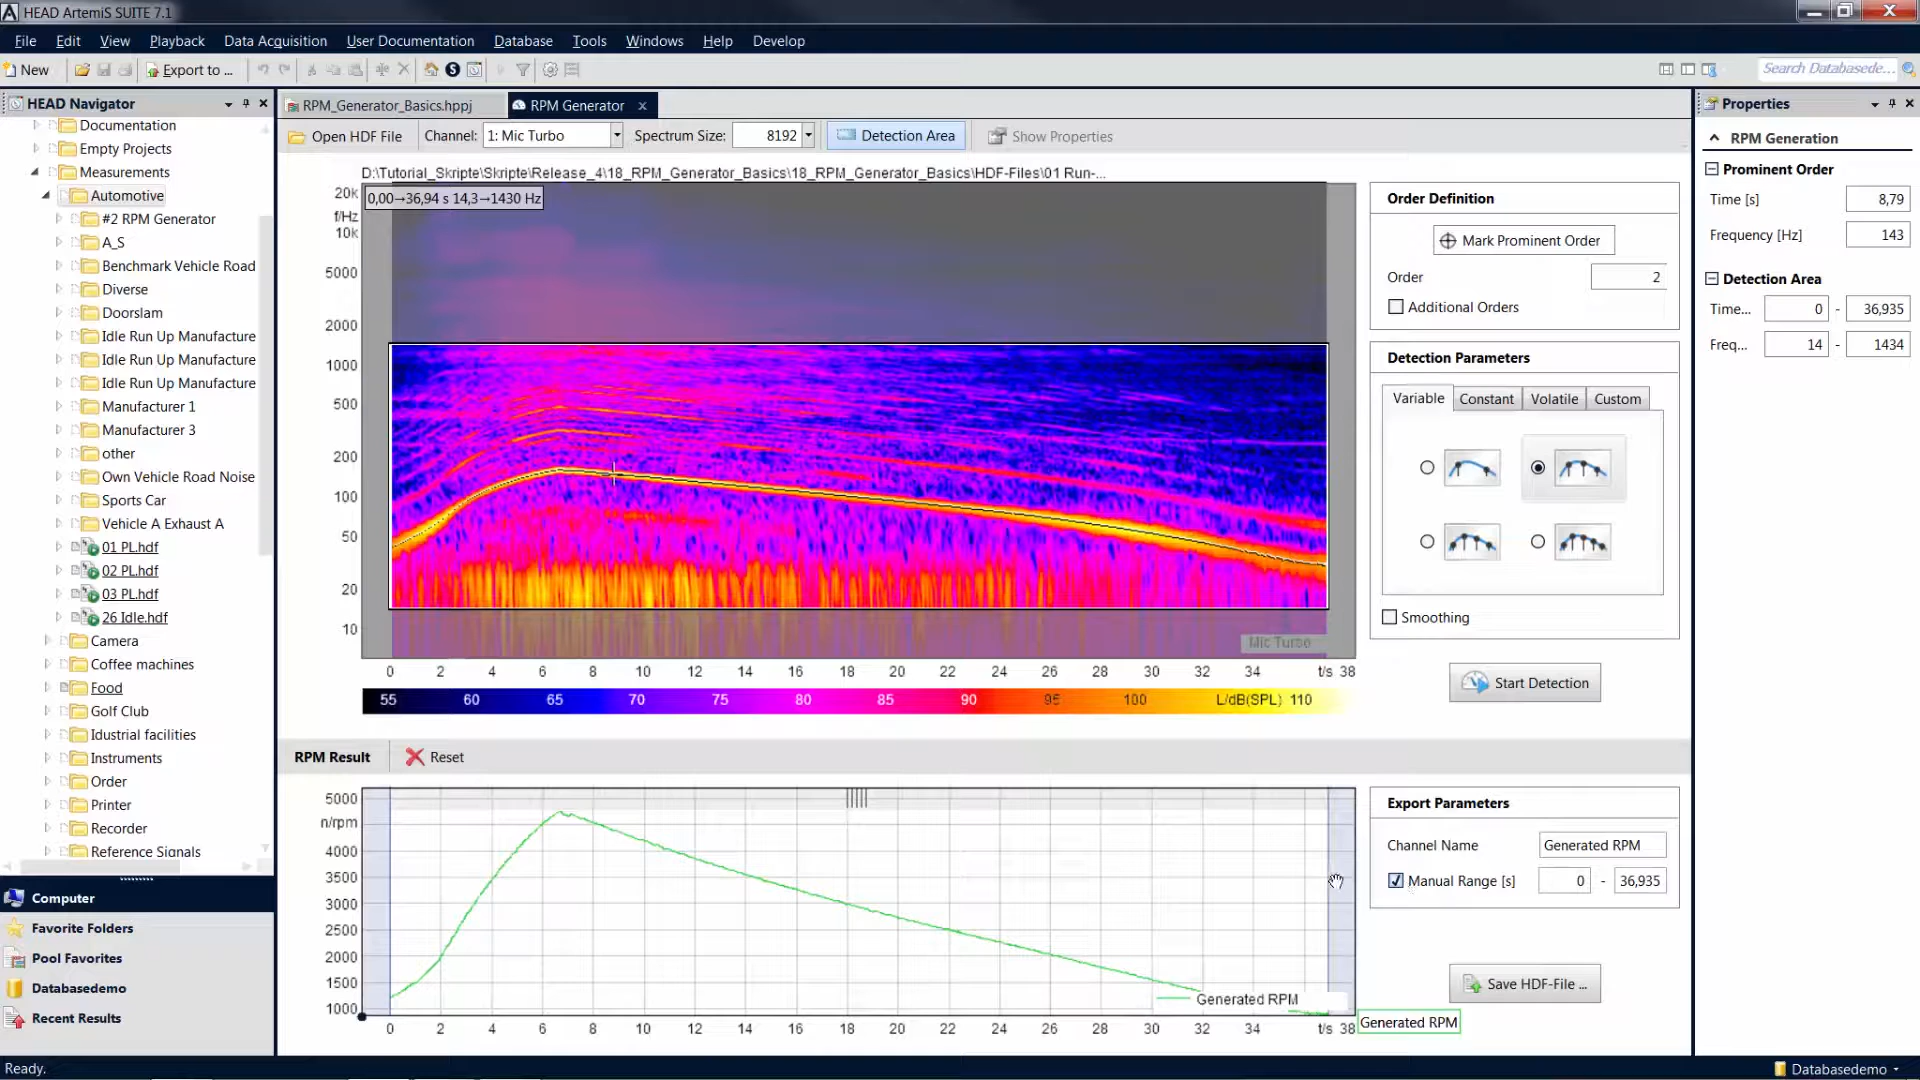 HEAD ArtemiS SUITE 7.1
File Edit View Playback Data Acquisition User Documentation Database Tools Windows Help Develop
New Export to ... Search Databasede...
HEAD Navigator
Documentation
Empty Projects
Measurements
Automotive
#2 RPM Generator
A_S
Benchmark Vehicle Road
Diverse
Doorslam
Idle Run Up Manufacture
Idle Run Up Manufacture
Idle Run Up Manufacture
Manufacturer 1
Manufacturer 3
other
Own Vehicle Road Noise
Sports Car
Vehicle A Exhaust A
01 PL.hdf
02 PL.hdf
03 PL.hdf
26 Idle.hdf
Camera
Coffee machines
Food
Golf Club
Idustrial facilities
Instruments
Order
Printer
Recorder
Reference Signals
Computer
Favorite Folders
Pool Favorites
Databasedemo
Recent Results
RPM_Generator_Basics.hppj RPM Generator
Open HDF File Channel: 1: Mic Turbo Spectrum Size: 8192 Detection Area Show Properties
D:\Tutorial_Skripte\Skripte\Release_4\18_RPM_Generator_Basics\18_RPM_Generator_Basics\HDF-Files\01 Run-...
0,00→36,94 s 14,3→1430 Hz
20k
f/Hz
10k
5000
2000
1000
500
200
100
50
20
10
Mic Turbo
0 2 4 6 8 10 12 14 16 18 20 22 24 26 28 30 32 34 t/s 38
55 60 65 70 75 80 85 90 95 100 L/dB(SPL) 110
Order Definition
Mark Prominent Order
Order 2
Additional Orders
Detection Parameters
Variable Constant Volatile Custom
Smoothing
Start Detection
RPM Result Reset
5000
n/rpm
4000
3500
3000
2500
2000
1500
1000
Generated RPM
0 2 4 6 8 10 12 14 16 18 20 22 24 26 28 30 32 34 t/s 38
Generated RPM
Export Parameters
Channel Name Generated RPM
Manual Range [s] 0 - 36,935
Save HDF-File ...
Properties
RPM Generation
Prominent Order
Time [s] 8,79
Frequency [Hz] 143
Detection Area
Time... 0 - 36,935
Freq... 14 - 1434
Ready. Databasedemo